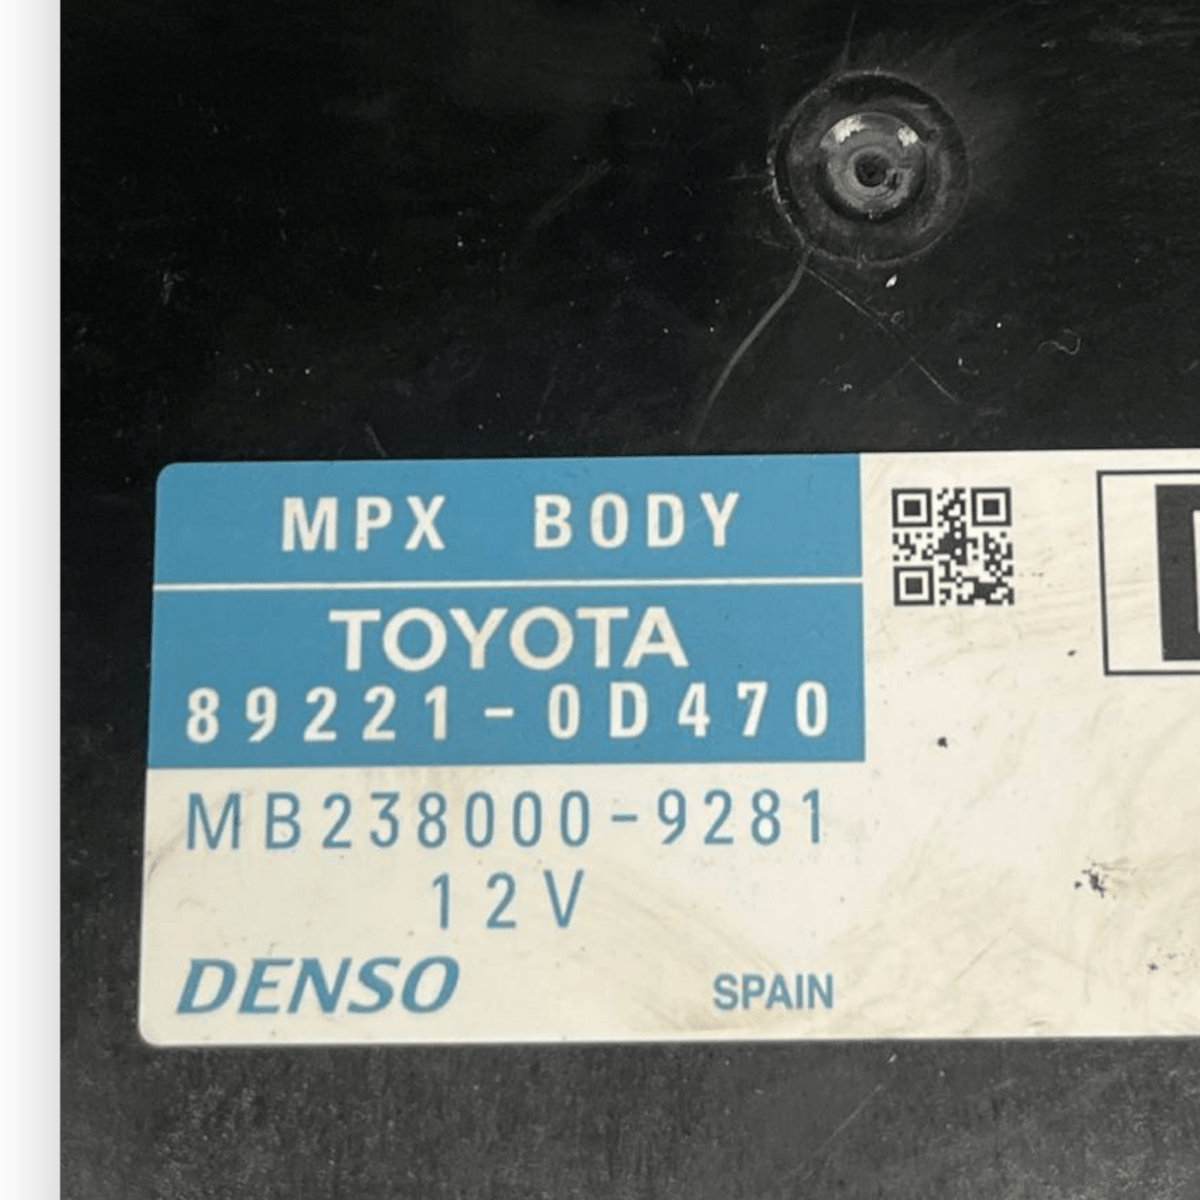 MPX BODY
TOYOTA
89221-0D470
MB238000-9281
12V
DENSO
SPAIN